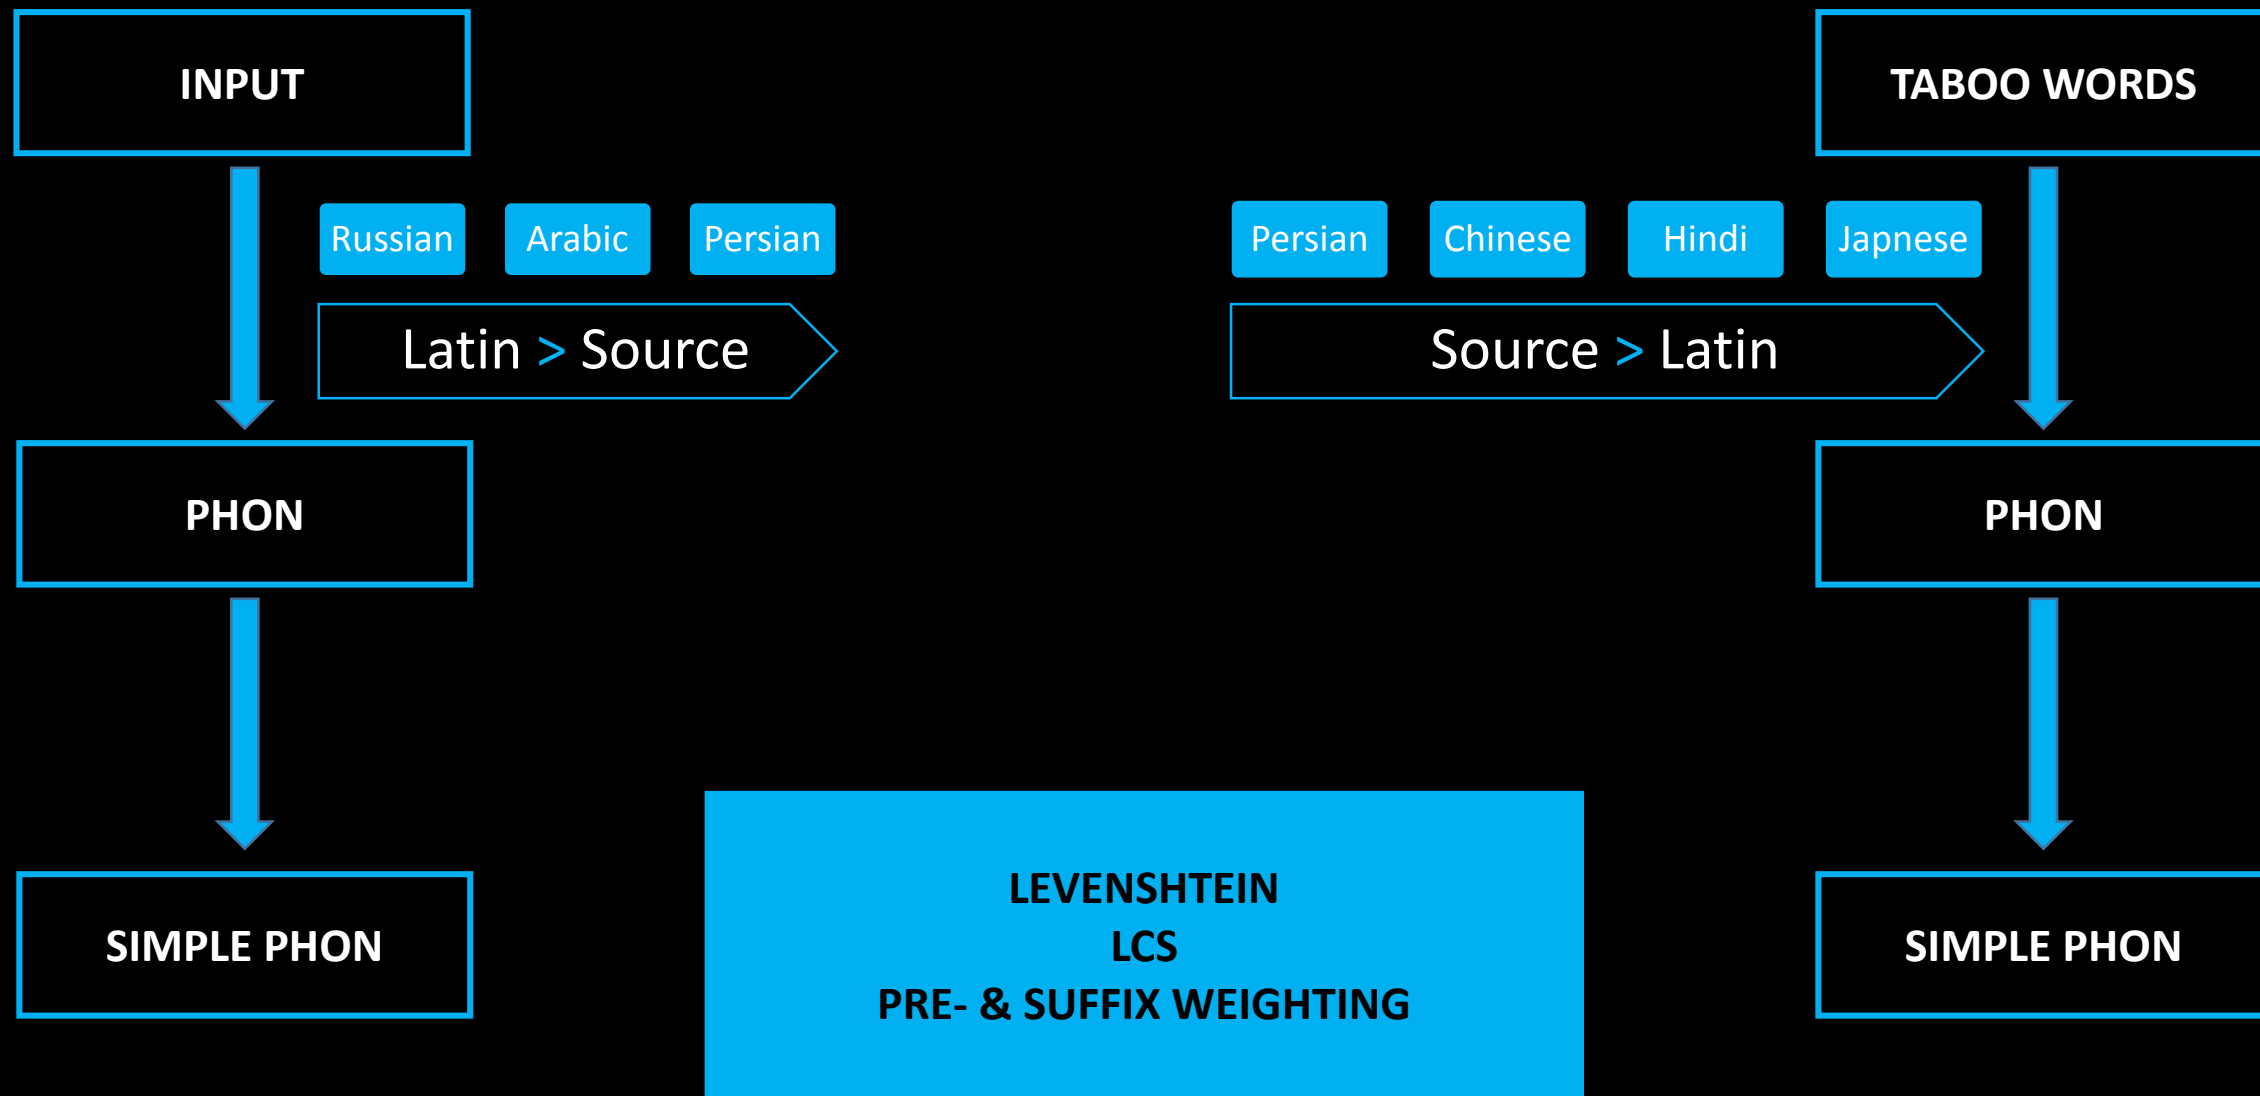 INPUT
TABOO WORDS
Russian
Arabic
Persian
Persian
Chinese
Hindi
Japnese
Latin > Source
Source > Latin
PHON
PHON
SIMPLE PHON
LEVENSHTEIN
LCS
PRE- & SUFFIX WEIGHTING
SIMPLE PHON